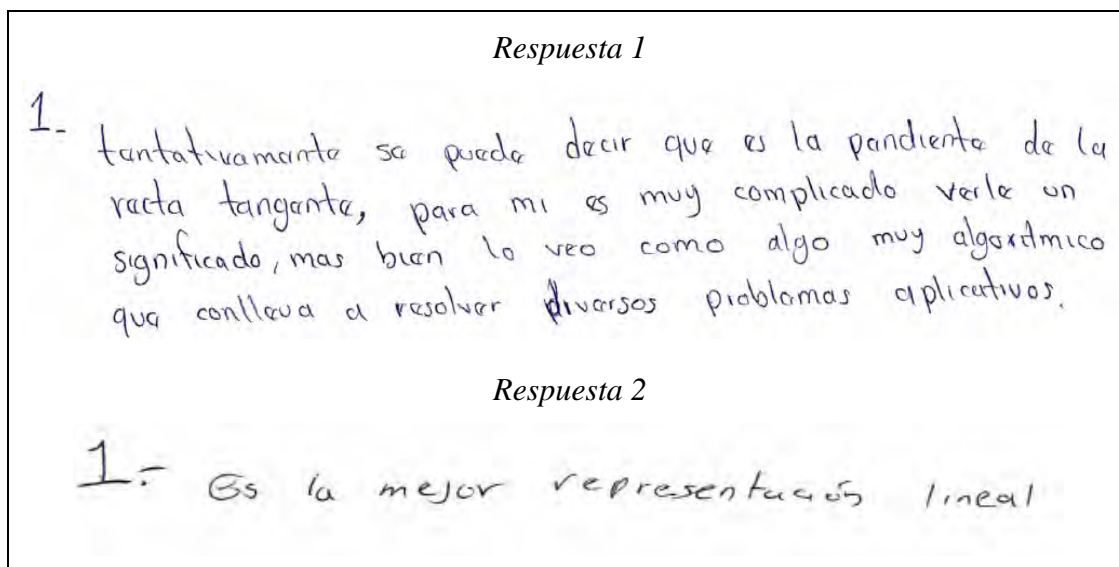 Respuesta 1
1- tentativamente se puede decir que es la pendiente de la
recta tangente, para mi es muy complicado verle un
significado, mas bien lo veo como algo muy algoritmico
que conlleva a resolver diversos problemas aplicativos.
Respuesta 2
1.- Es la mejor representación lineal